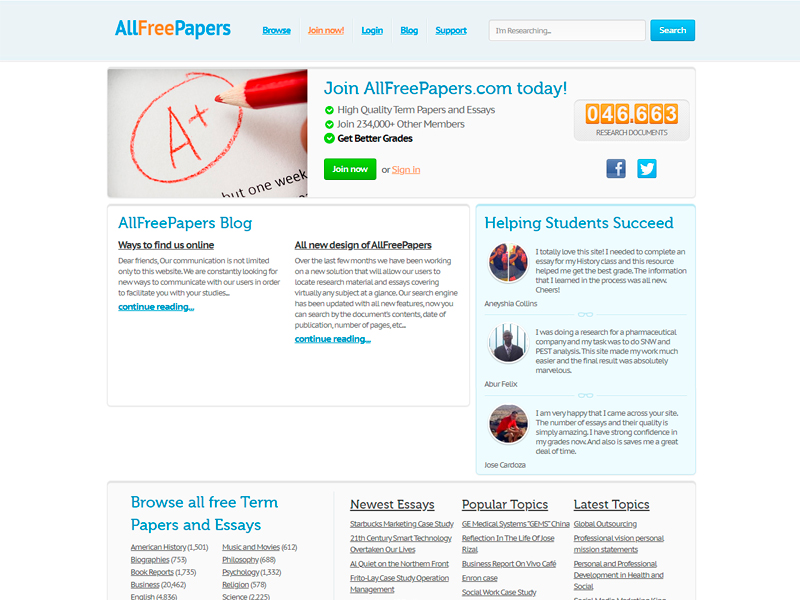 AllFreePapers
Browse
Join now!
Login
Blog
Support
I'm Researching...
Search
A+
but one week
Join AllFreePapers.com today!
High Quality Term Papers and Essays
Join 234,000+ Other Members
Get Better Grades
Join now or Sign in
046.663
RESEARCH DOCUMENTS
AllFreePapers Blog
Ways to find us online
Dear friends, Our communication is not limited
only to this website. We are constantly looking for
new ways to communicate with our users in order
to facilitate you with your studies...
continue reading...
All new design of AllFreePapers
Over the last few months we have been working
on a new solution that will allow our users to
locate research material and essays covering
virtually any subject at a glance. Our search engine
has been updated with all new features, now you
can search by the document's contents, date of
publication, number of pages, etc...
continue reading...
Helping Students Succeed
I totally love this site! I needed to complete an
essay for my History class and this resource
helped me get the best grade. The information
that I learned in the process was all new.
Cheers!
Aneyshia Collins
I was doing a research for a pharmaceutical
company and my task was to do SNW and
PEST analysis. This site made my work much
easier and the final result was absolutely
marvelous.
Abur Felix
I am very happy that I came across your site.
The number of essays and their quality is
simply amazing. I have strong confidence in
my grades now. And also is saves me a great
deal of time.
Jose Cardoza
Browse all free Term
Papers and Essays
American History (1,501)
Biographies (753)
Book Reports (1,735)
Business (20,462)
English (4,836)
Music and Movies (612)
Philosophy (688)
Psychology (1,332)
Religion (578)
Science (2,225)
Newest Essays
Starbucks Marketing Case Study
21th Century Smart Technology
Overtaken Our Lives
Al Quiet on the Northern Front
Frito-Lay Case Study Operation
Management
Popular Topics
GE Medical Systems "GEMS" China
Reflection In The Life Of Jose
Rizal
Business Report On Vivo Café
Enron case
Social Work Case Study
Latest Topics
Global Outsourcing
Professional vision personal
mission statements
Personal and Professional
Development in Health and
Social